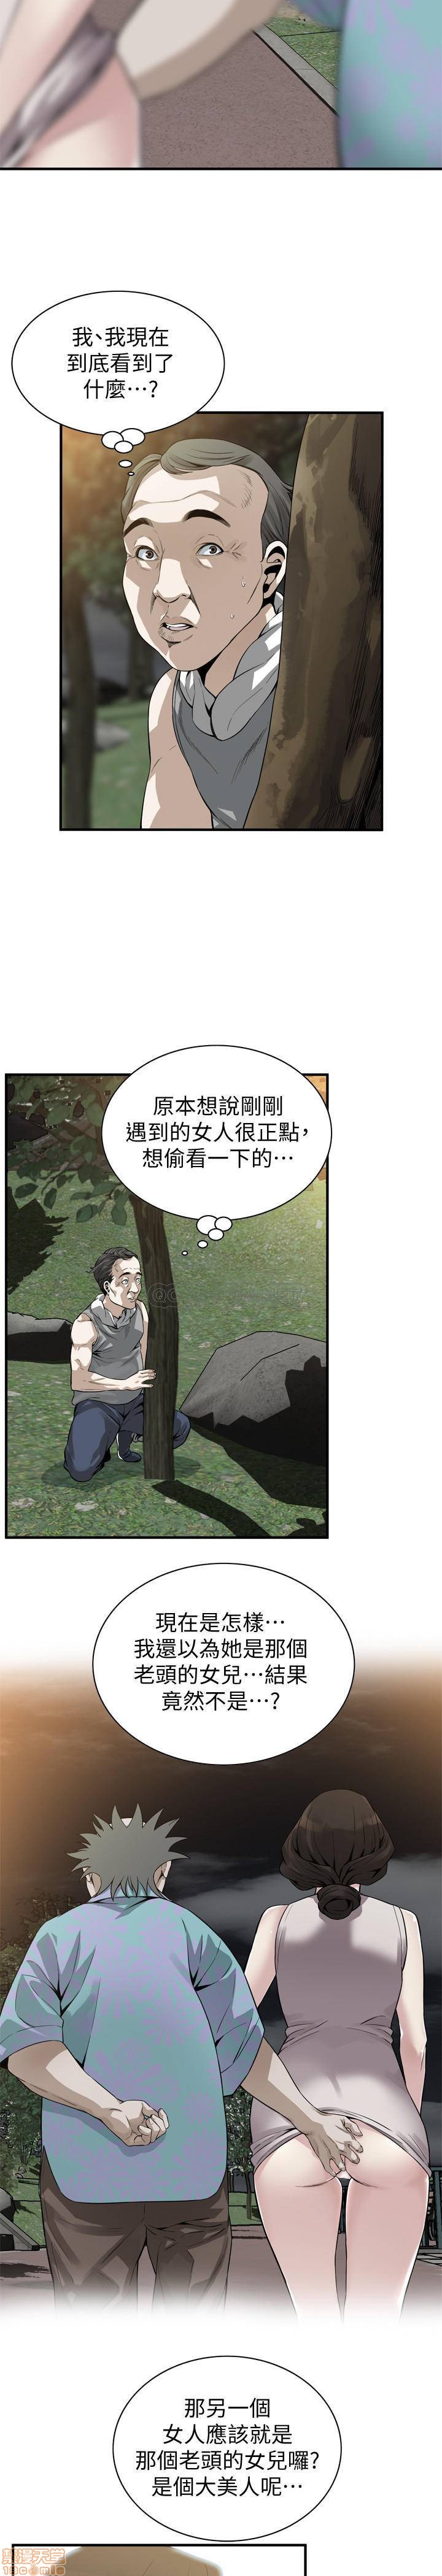 我、我現在
到底看到了
什麼⋯?
原本想說剛剛
遇到的女人很正點,
想偷看一下的⋯
現在是怎樣⋯
我還以為她是那個
老頭的女兒⋯結果
竟然不是⋯?
那另一個
女人應該就是
那個老頭的女兒囉?
是個大美人呢⋯